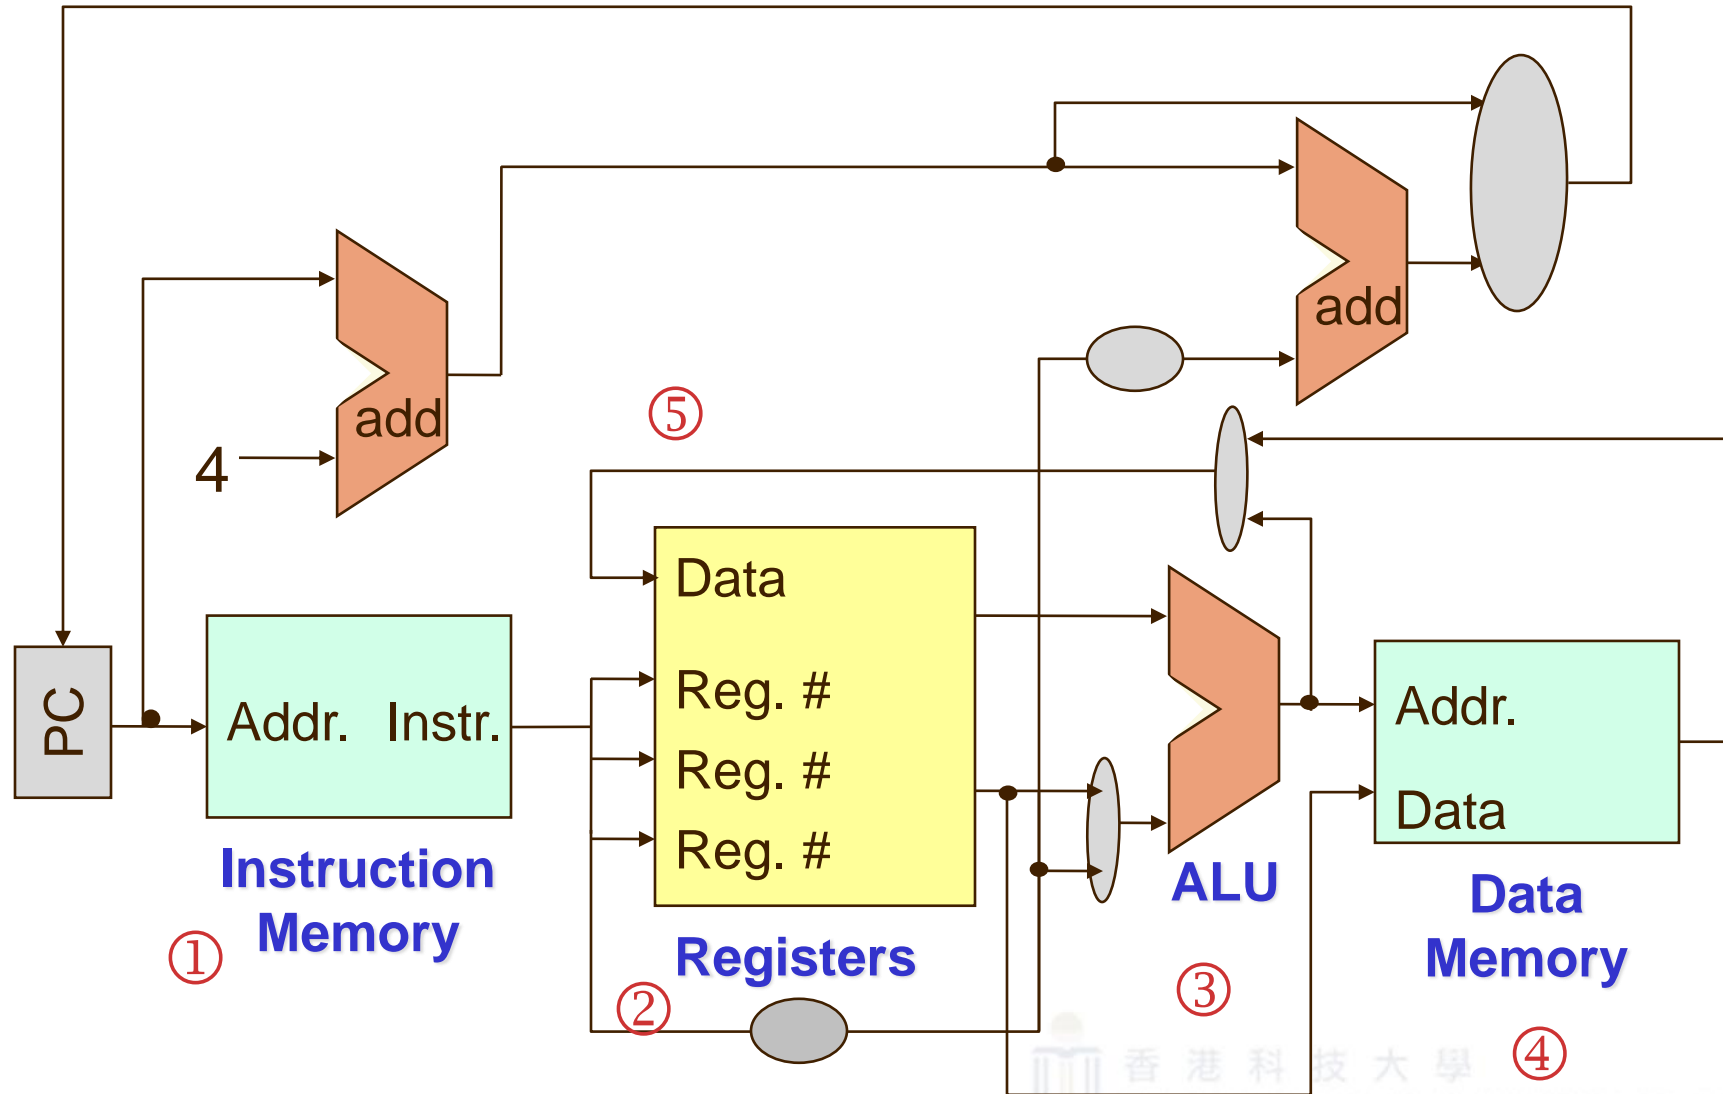 add
add
4
⑤
Data
PC
Addr. Instr.
Reg. #
Reg. #
Reg. #
Addr.
Data
Instruction
Memory
ALU
Data
Memory
Registers
①
②
③
④
香港科技大學